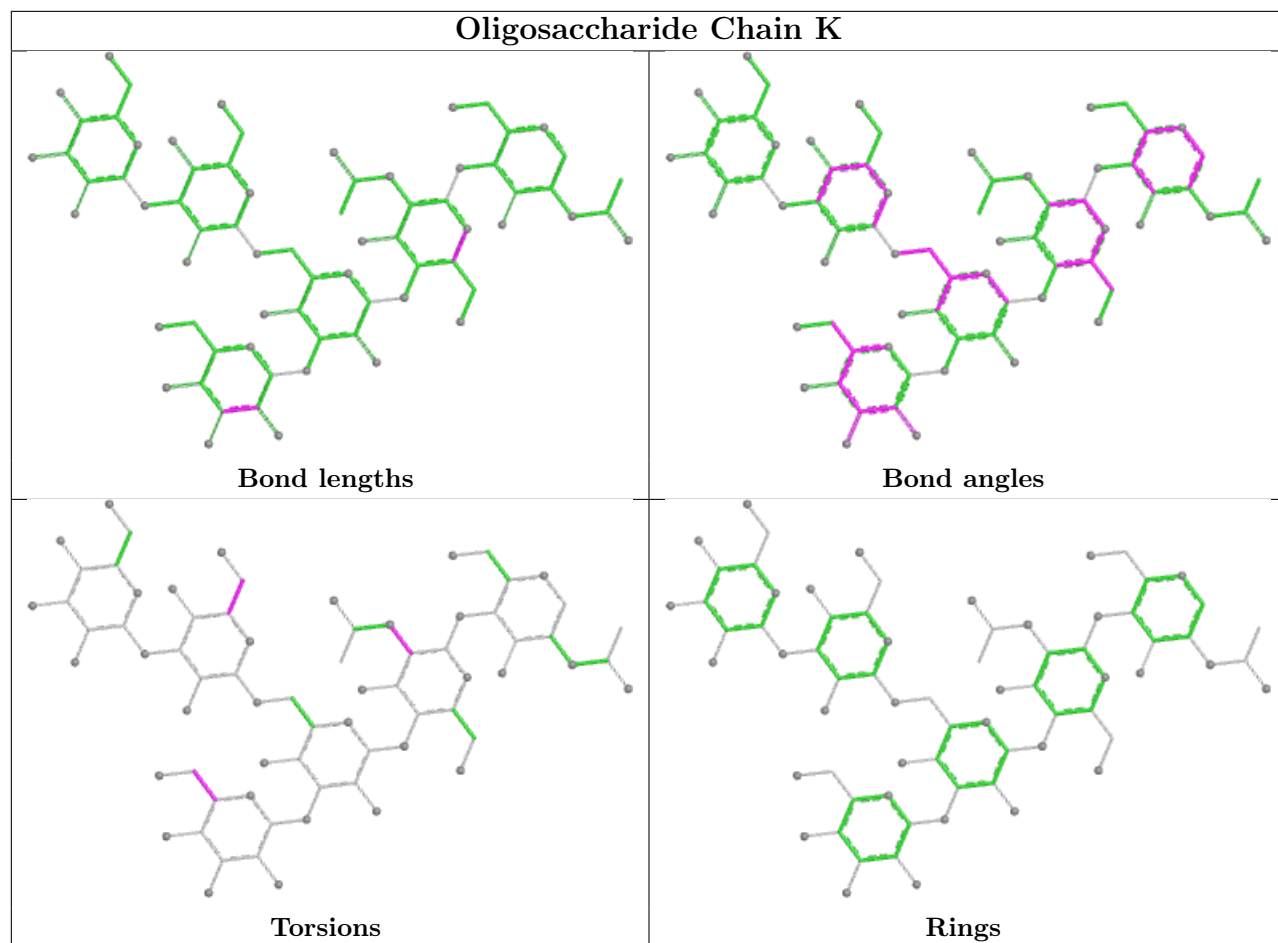 Oligosaccharide Chain K
Bond lengths
Bond angles
Torsions
Rings